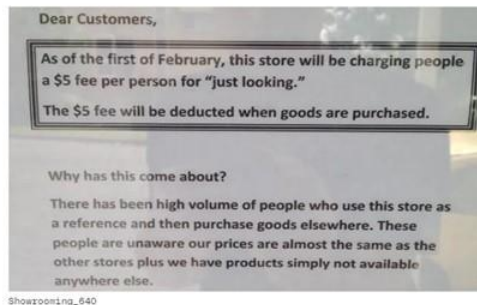 Dear Customers,
As of the first of February, this store will be charging people
a $5 fee per person for “just looking.”
The $5 fee will be deducted when goods are purchased.
Why has this come about?
There has been high volume of people who use this store as
a reference and then purchase goods elsewhere. These
people are unaware our prices are almost the same as the
other stores plus we have products simply not available
anywhere else.
Showrooming_640